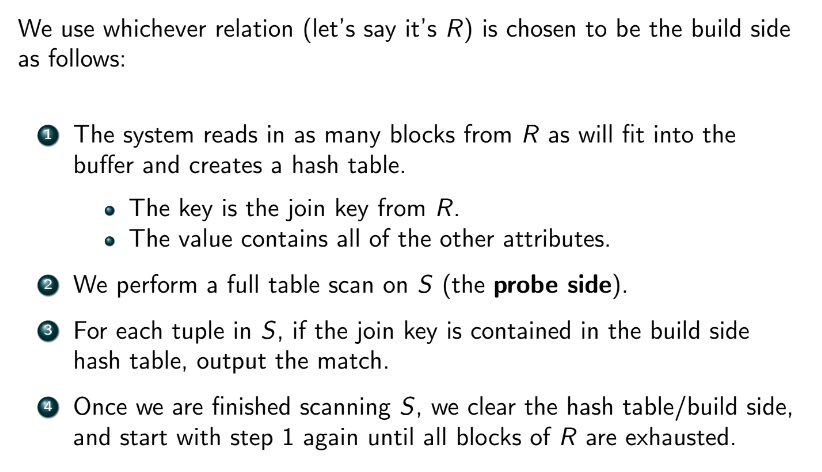 We use whichever relation (let's say it's R) is chosen to be the build side
as follows:
1 The system reads in as many blocks from R as will fit into the
buffer and creates a hash table.
• The key is the join key from R.
• The value contains all of the other attributes.
2 We perform a full table scan on S (the probe side).
3 For each tuple in S, if the join key is contained in the build side
hash table, output the match.
4 Once we are finished scanning S, we clear the hash table/build side,
and start with step 1 again until all blocks of R are exhausted.